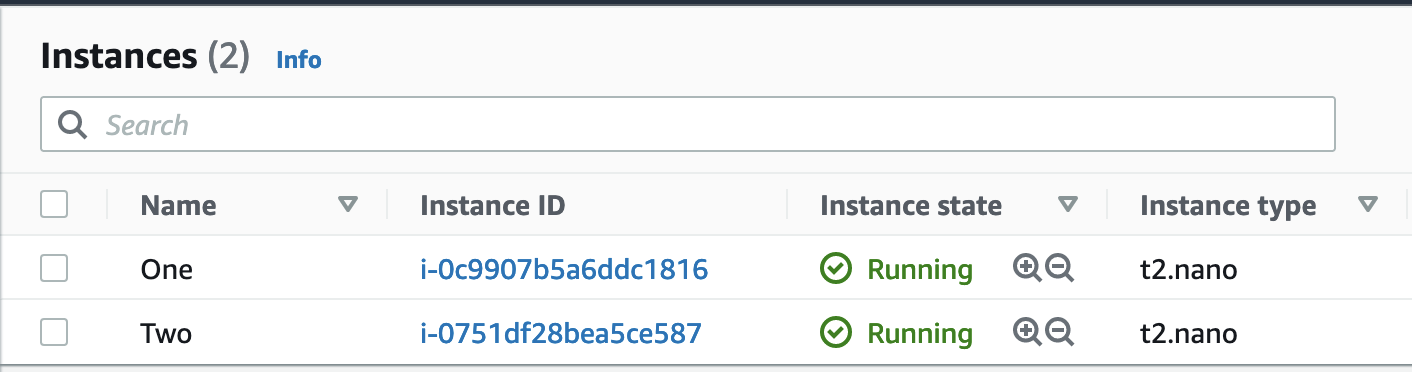 Instances (2) Info
Search
Name Instance ID Instance state Instance type
One i-0c9907b5a6ddc1816 Running t2.nano
Two i-0751df28bea5ce587 Running t2.nano